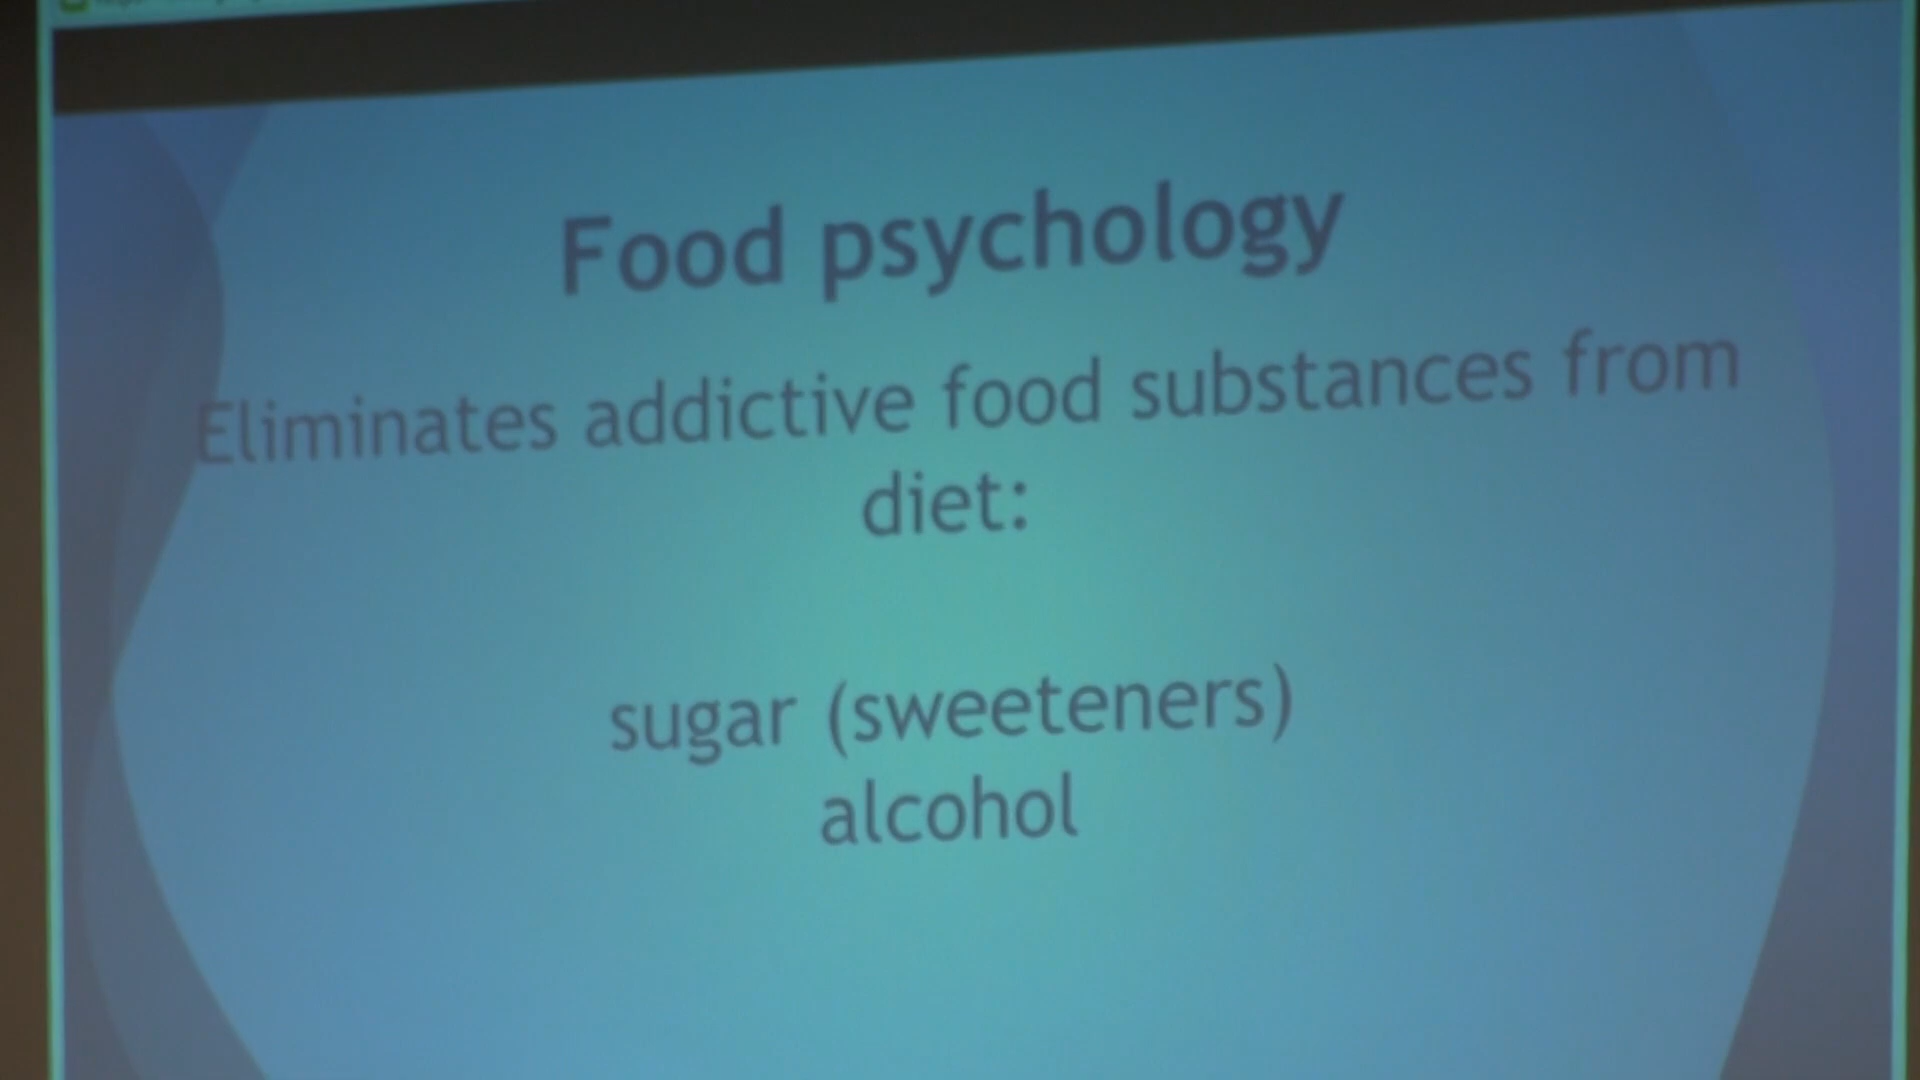 Food psychology
Eliminates addictive food substances from
diet:
sugar (sweeteners)
alcohol